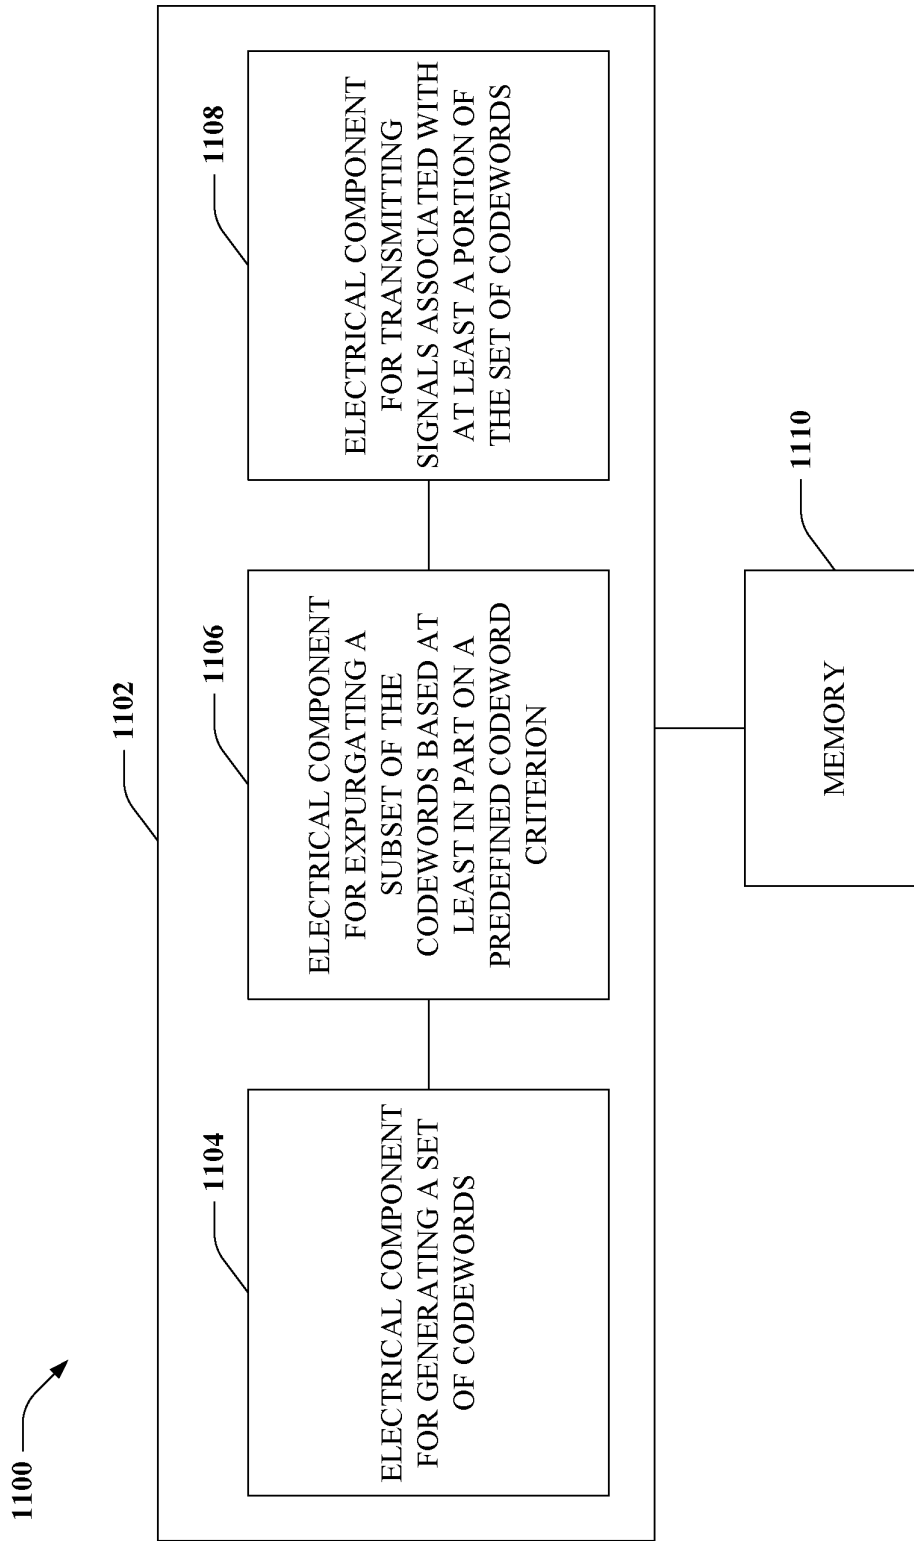 1100
1102
1104
ELECTRICAL COMPONENT
FOR GENERATING A SET
OF CODEWORDS
1106
ELECTRICAL COMPONENT
FOR EXPURGATING A
SUBSET OF THE
CODEWORDS BASED AT
LEAST IN PART ON A
PREDEFINED CODEWORD
CRITERION
1108
ELECTRICAL COMPONENT
FOR TRANSMITTING
SIGNALS ASSOCIATED WITH
AT LEAST A PORTION OF
THE SET OF CODEWORDS
1110
MEMORY